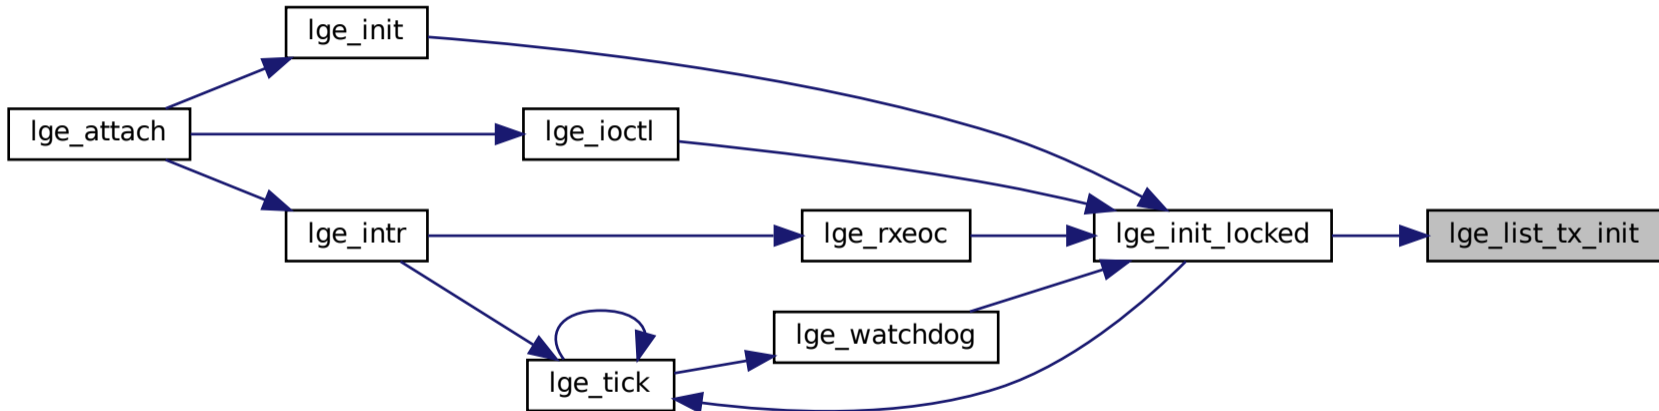 lge_init
lge_attach
lge_ioctl
lge_intr
lge_rxeoc
lge_init_locked
lge_list_tx_init
lge_watchdog
lge_tick